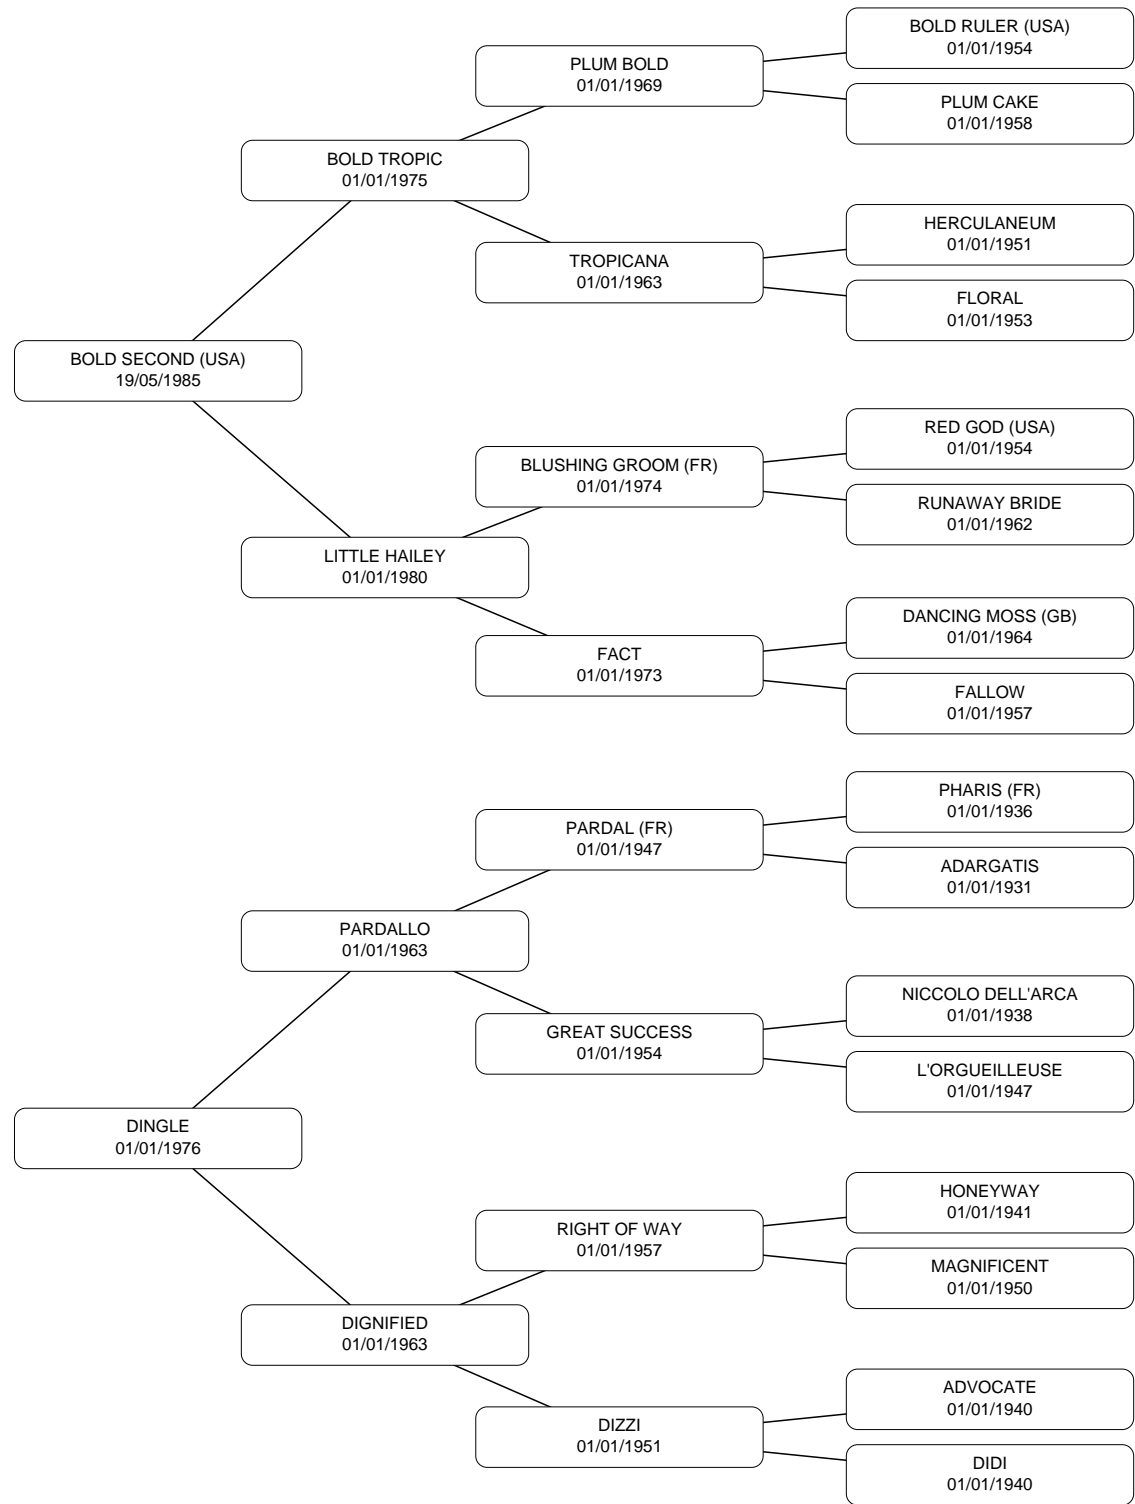 BOLD RULER (USA)
01/01/1954
PLUM BOLD
01/01/1969
PLUM CAKE
01/01/1958
BOLD TROPIC
01/01/1975
HERCULANEUM
01/01/1951
TROPICANA
01/01/1963
FLORAL
01/01/1953
BOLD SECOND (USA)
19/05/1985
RED GOD (USA)
01/01/1954
BLUSHING GROOM (FR)
01/01/1974
RUNAWAY BRIDE
01/01/1962
LITTLE HAILEY
01/01/1980
DANCING MOSS (GB)
01/01/1964
FACT
01/01/1973
FALLOW
01/01/1957
PHARIS (FR)
01/01/1936
PARDAL (FR)
01/01/1947
ADARGATIS
01/01/1931
PARDALLO
01/01/1963
NICCOLO DELL'ARCA
01/01/1938
GREAT SUCCESS
01/01/1954
L'ORGUEILLEUSE
01/01/1947
DINGLE
01/01/1976
HONEYWAY
01/01/1941
RIGHT OF WAY
01/01/1957
MAGNIFICENT
01/01/1950
DIGNIFIED
01/01/1963
ADVOCATE
01/01/1940
DIZZI
01/01/1951
DIDI
01/01/1940